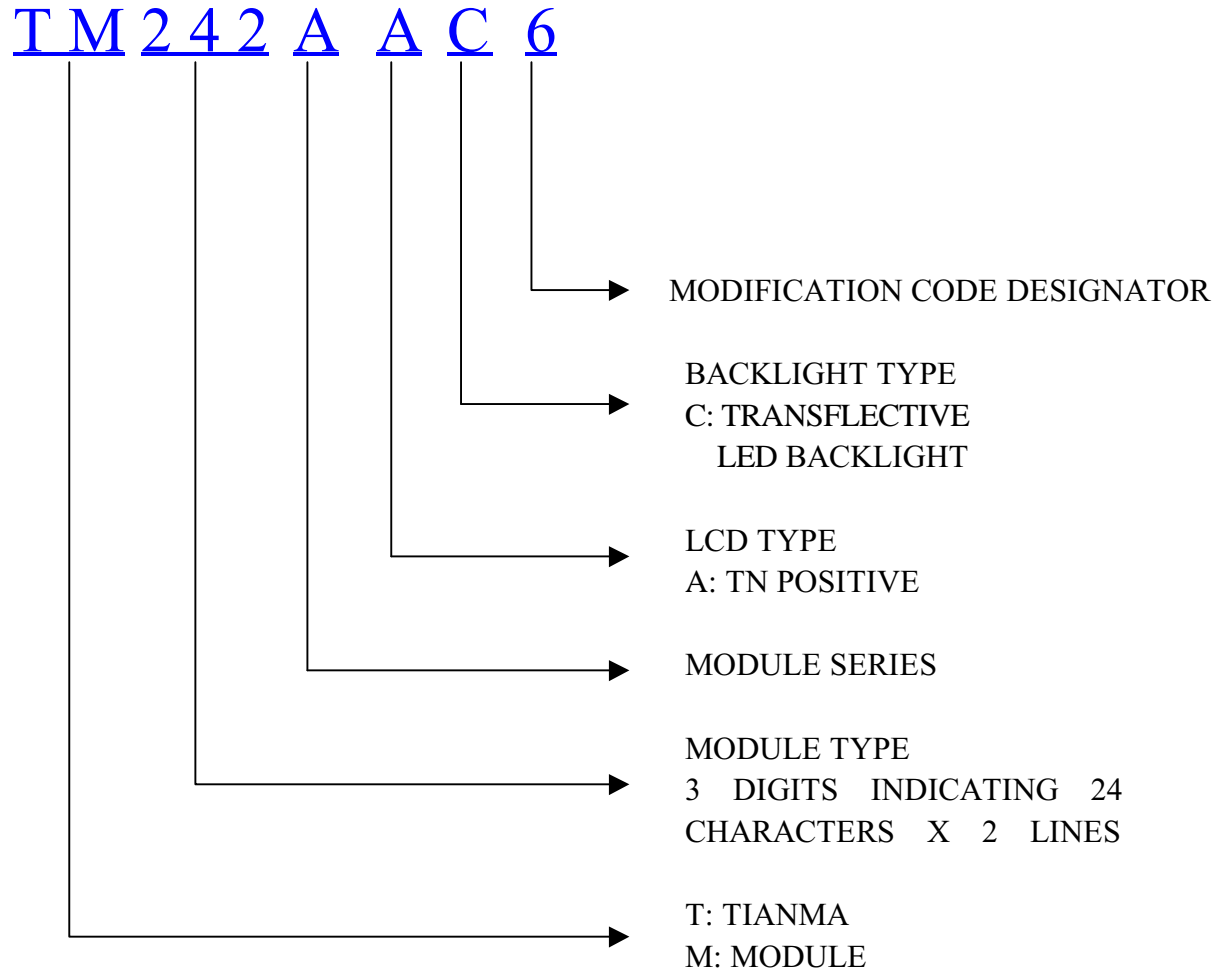 T M 2 4 2 A A C 6
MODIFICATION CODE DESIGNATOR
BACKLIGHT TYPE
C: TRANSFLECTIVE
LED BACKLIGHT
LCD TYPE
A: TN POSITIVE
MODULE SERIES
MODULE TYPE
3 DIGITS INDICATING 24
CHARACTERS X 2 LINES
T: TIANMA
M: MODULE